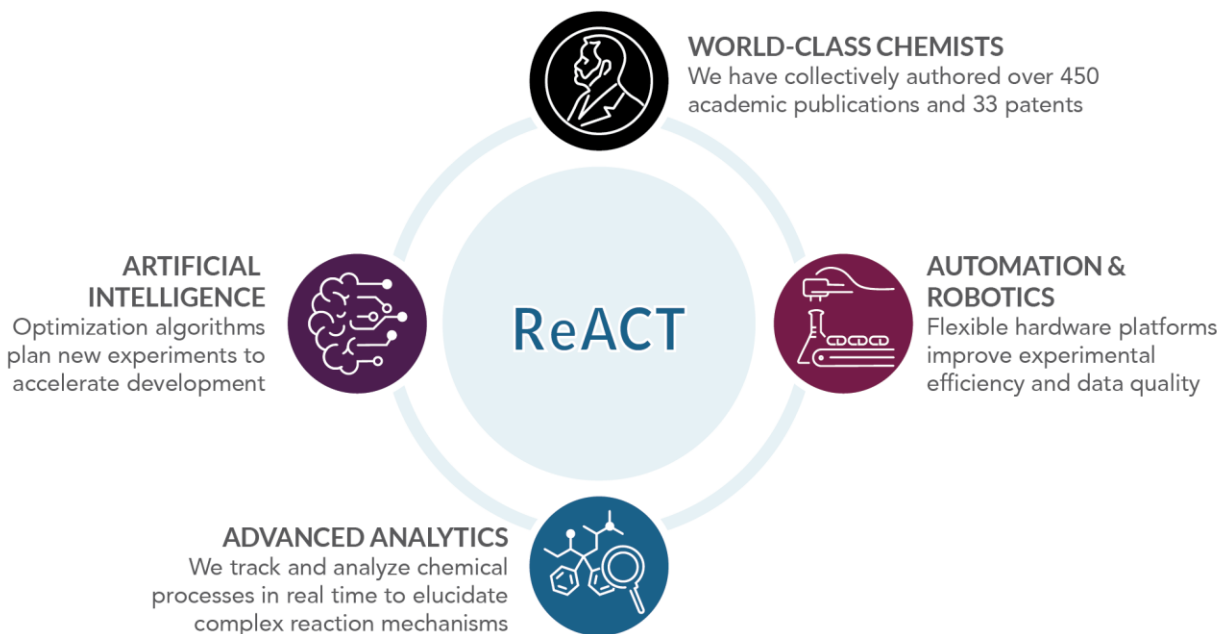 WORLD-CLASS CHEMISTS
We have collectively authored over 450
academic publications and 33 patents
ARTIFICIAL
INTELLIGENCE
Optimization algorithms
plan new experiments to
accelerate development
ReACT
AUTOMATION &
ROBOTICS
Flexible hardware platforms
improve experimental
efficiency and data quality
ADVANCED ANALYTICS
We track and analyze chemical
processes in real time to elucidate
complex reaction mechanisms